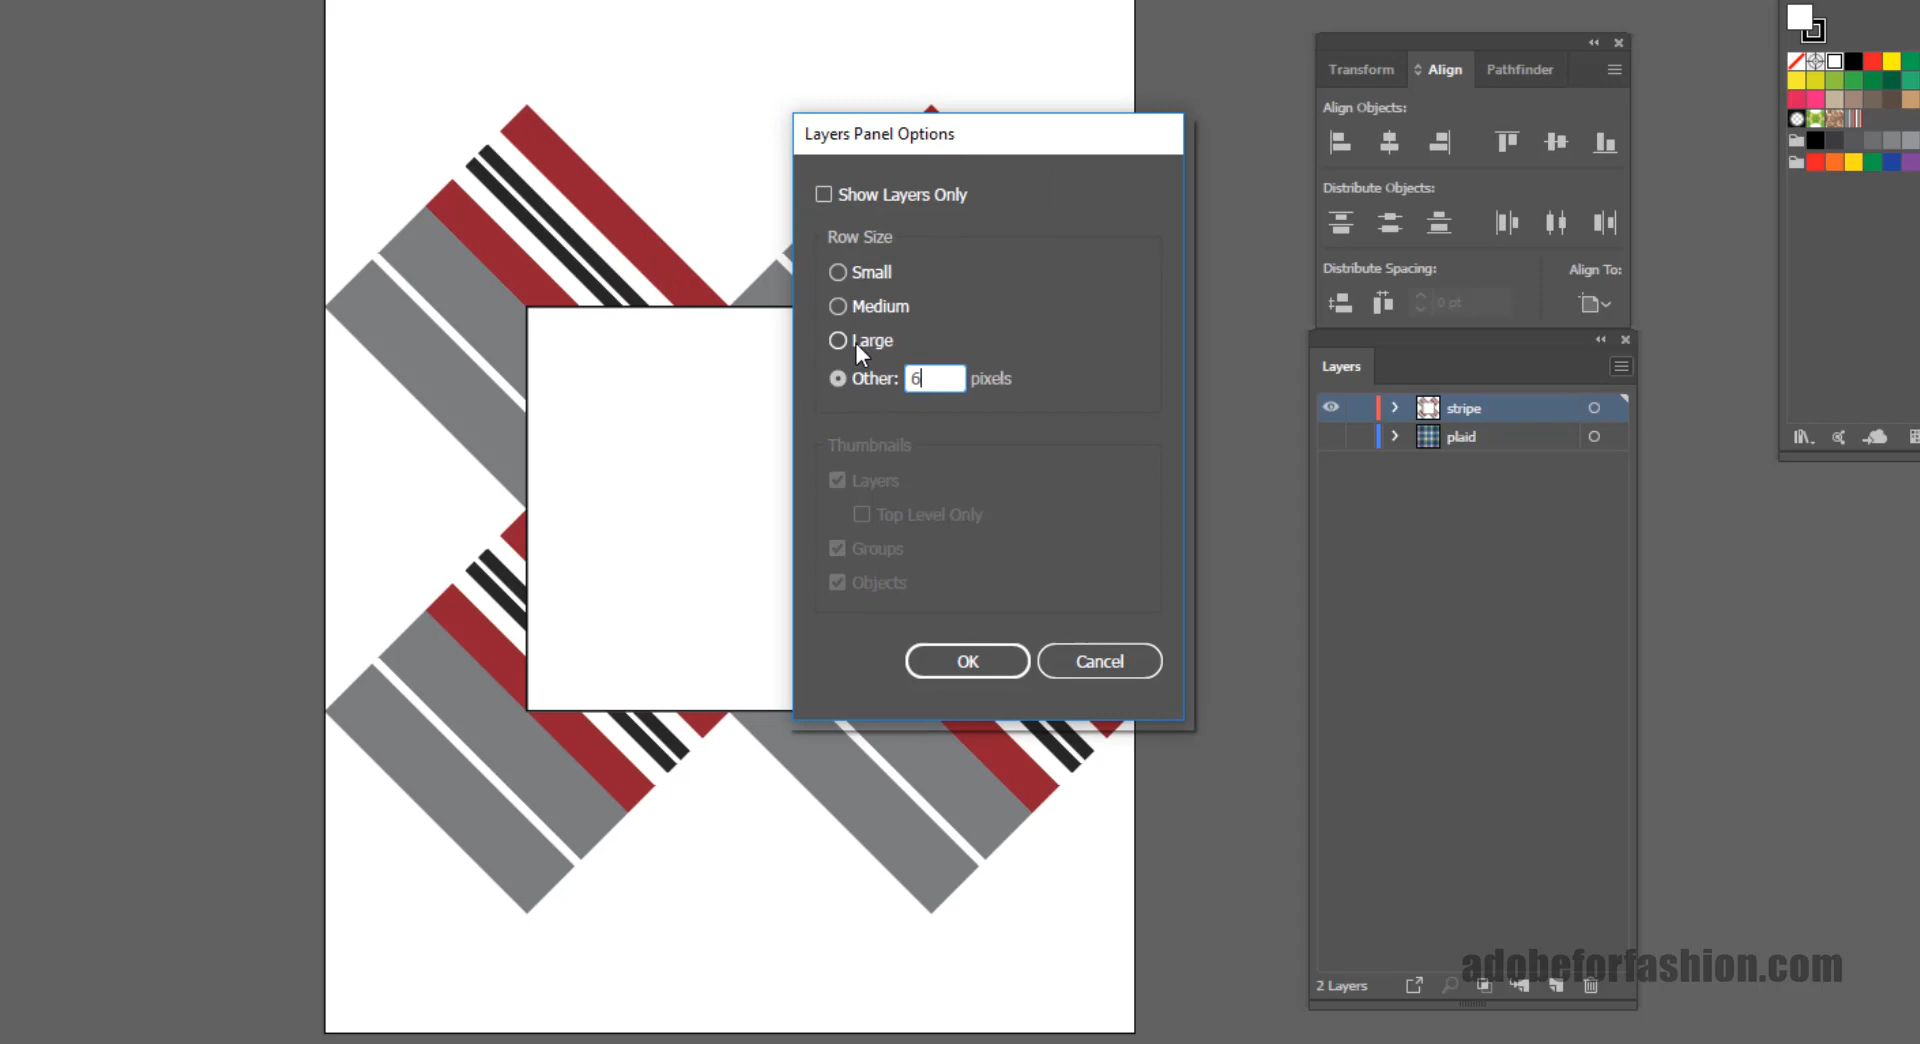 Layers Panel Options
Show Layers Only
Row Size
Small
Medium
Large
Other: 6 pixels
Thumbnails
Layers
Top Level Only
Groups
Objects
OK
Cancel
Transform
Align
Pathfinder
Align Objects:
Distribute Objects:
Distribute Spacing:
Align To:
0 pt
Layers
stripe
plaid
2 Layers
adobeforfashion.com